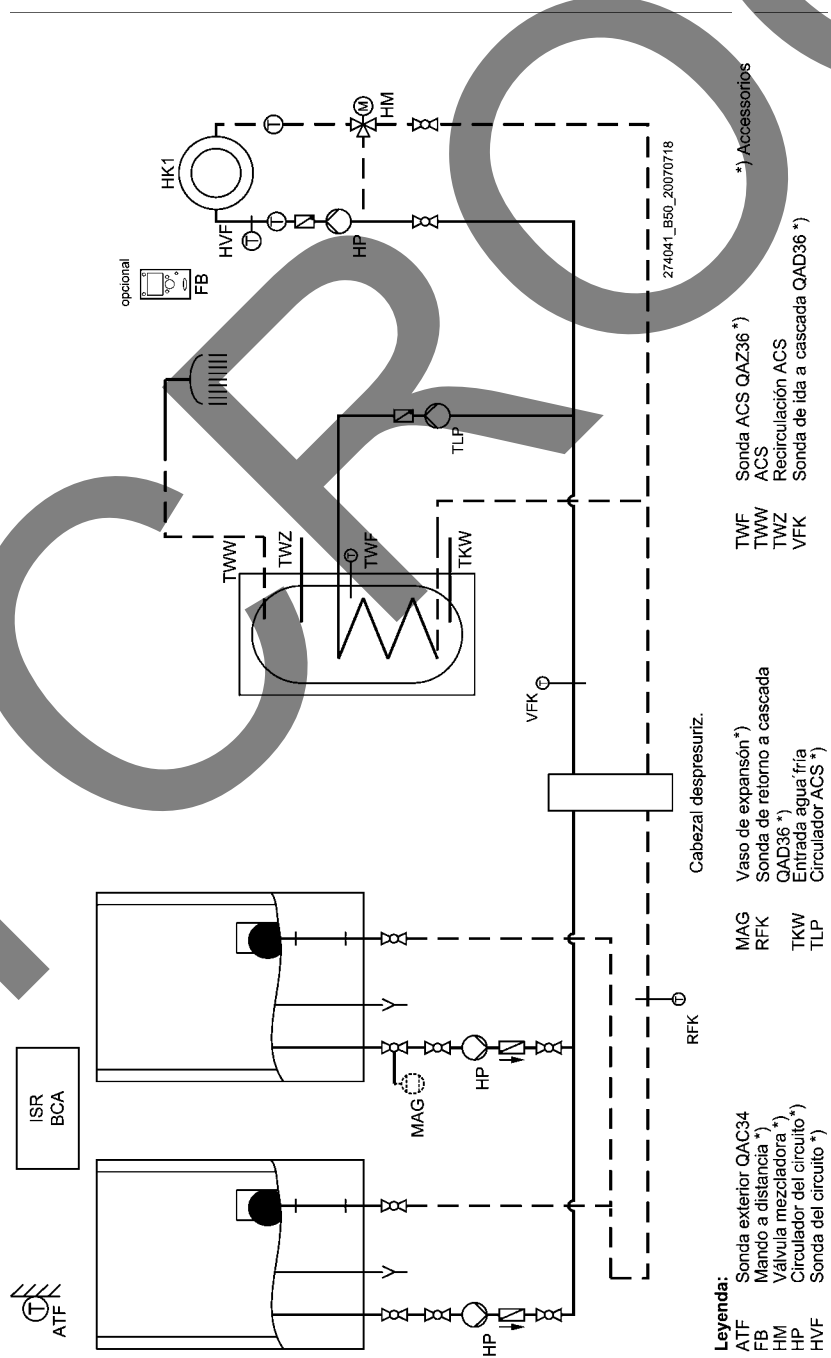 ATF
ISR
BCA
HP
MAG
HP
RFK
Cabezal despresuriz.
VFK
TWW
TWZ
TWF
TKW
TLP
opcional
FB
HVF
HK1
HP
HM
T
M
274041_B50_20070718
Leyenda:
ATF Sonda exterior QAC34
FB Mando a distancia *)
HM Válvula mezcladora *)
HP Circulador del circuito *)
HVF Sonda del circuito *)
MAG Vaso de expansón *)
RFK Sonda de retorno a cascada
QAD36 *)
TKW Entrada agua fría
TLP Circulador ACS *)
TWF Sonda ACS QAZ36 *)
TWW ACS
TWZ Recirculación ACS
VFK Sonda de ida a cascada QAD36 *)
*) Accessorios